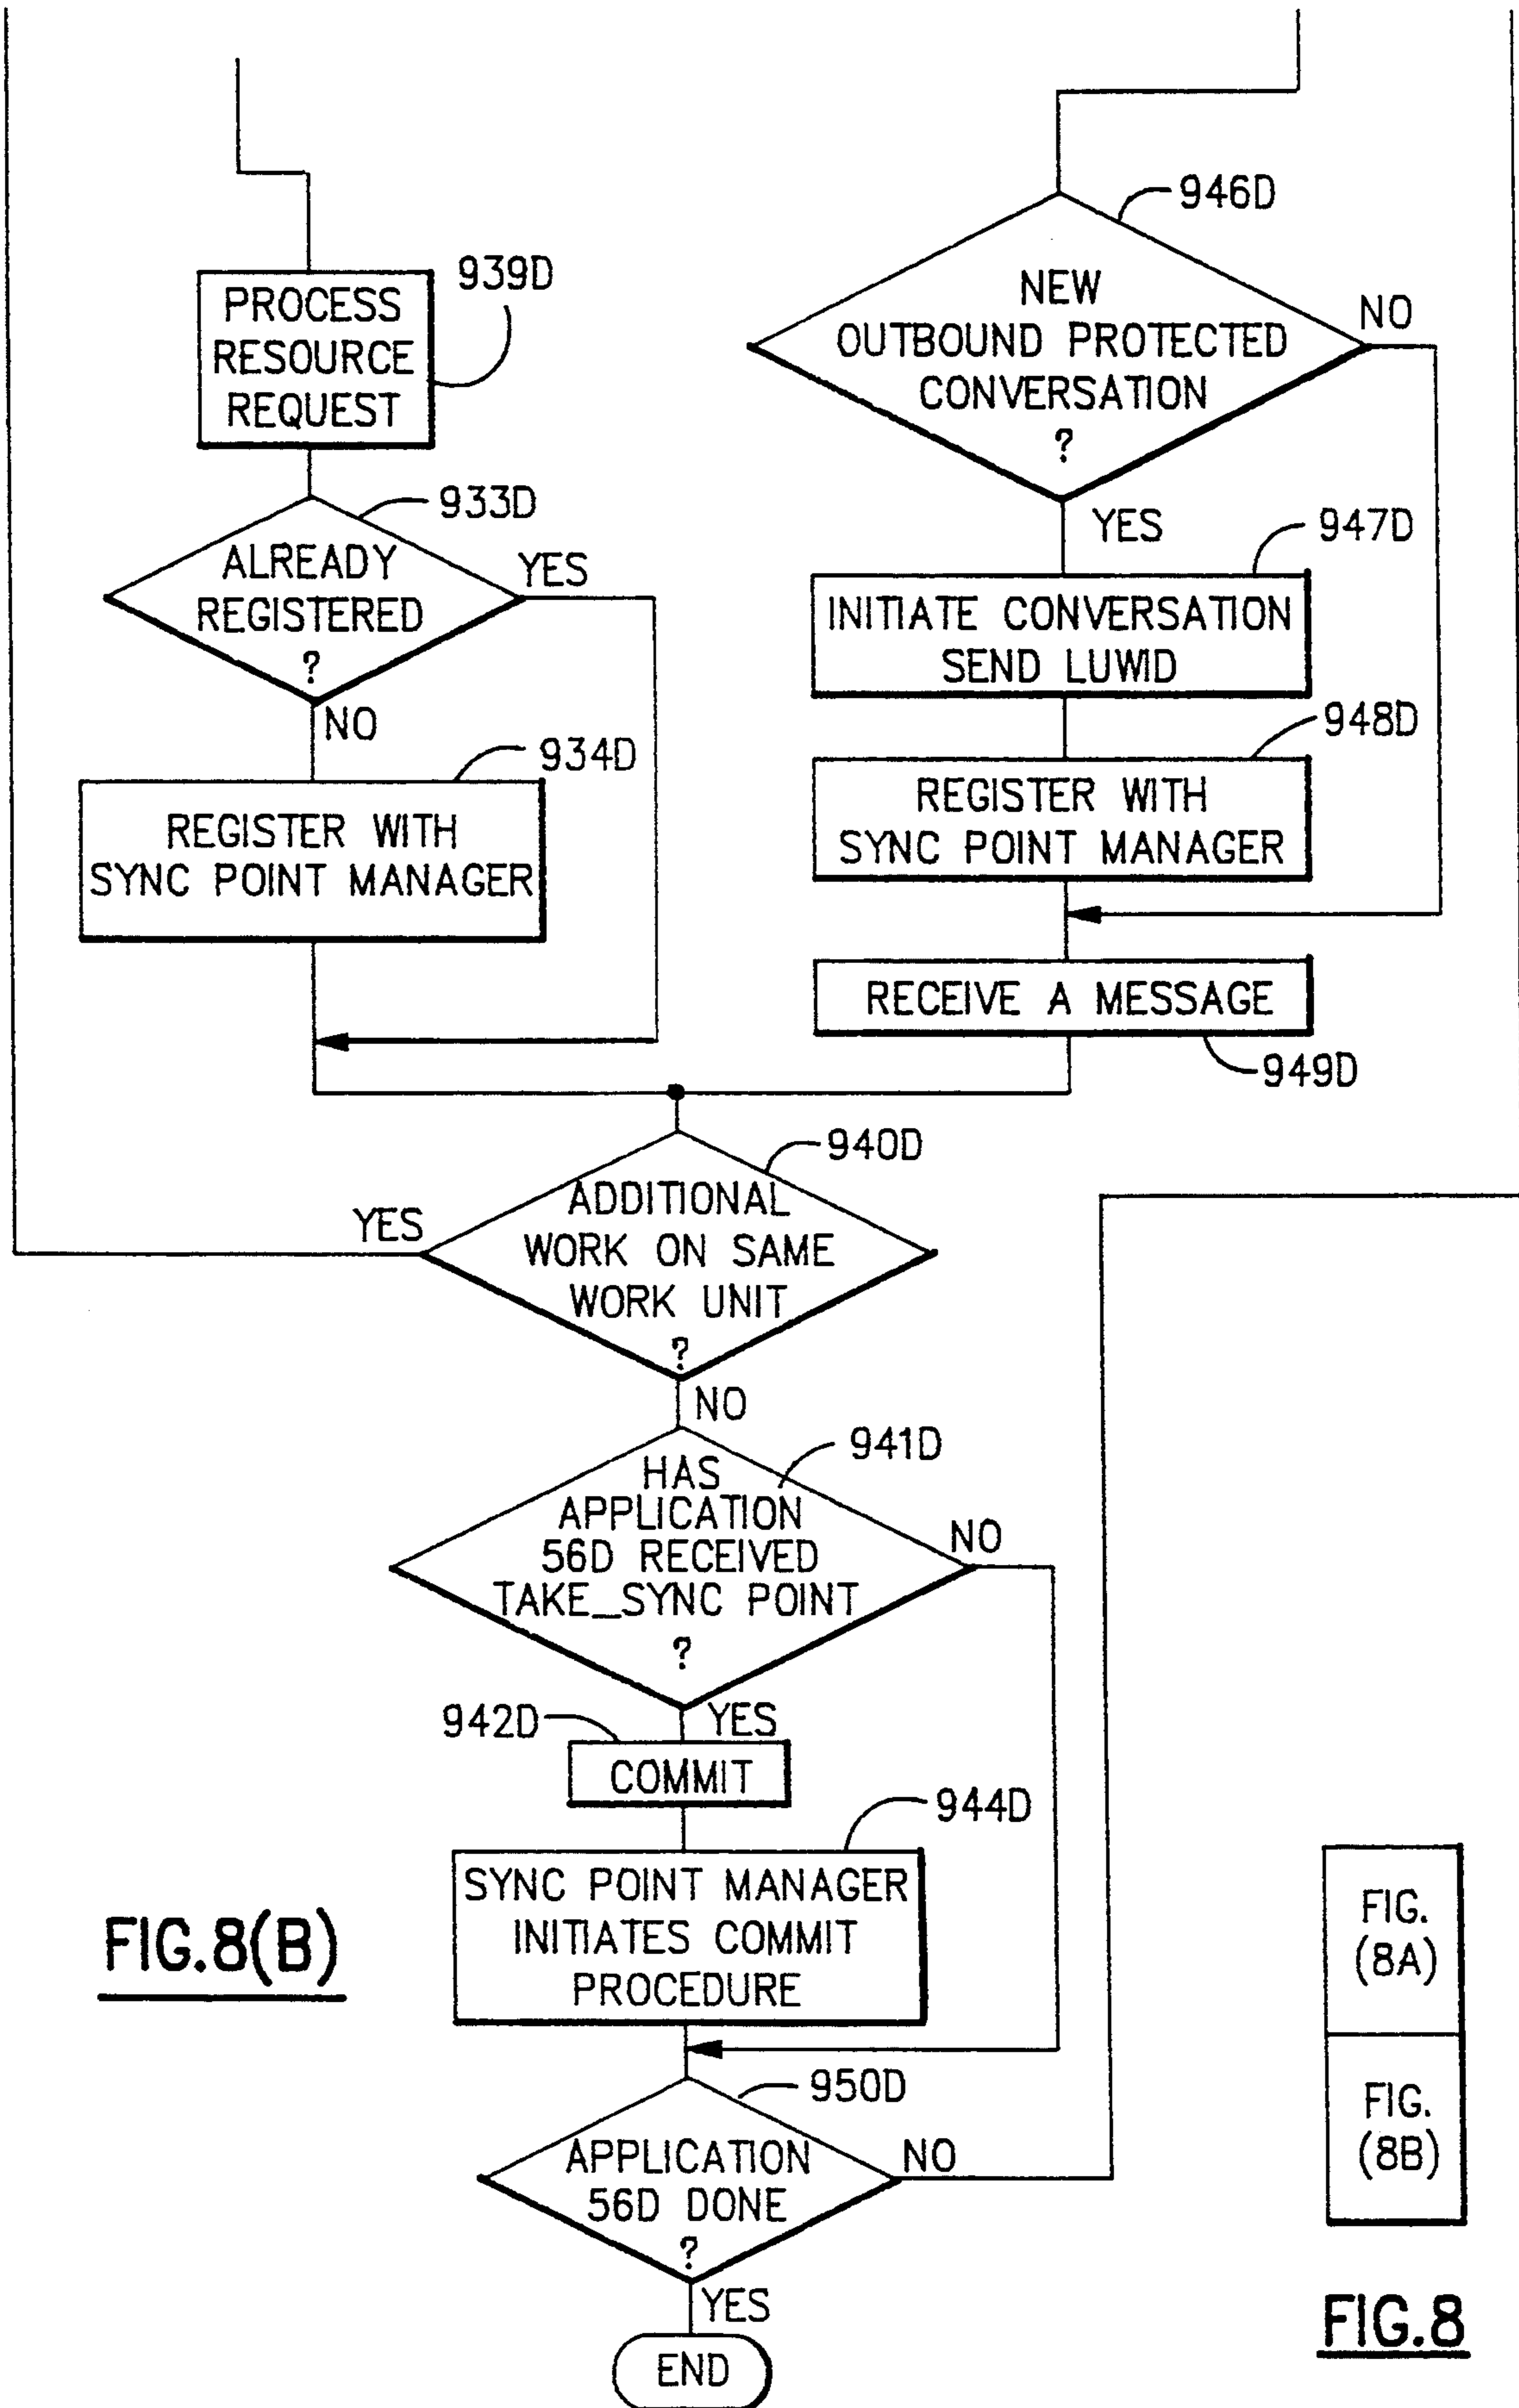 939D
PROCESS
RESOURCE
REQUEST
933D
ALREADY
REGISTERED
?
YES
NO
934D
REGISTER WITH
SYNC POINT MANAGER
946D
NEW
OUTBOUND PROTECTED
CONVERSATION
?
NO
YES
947D
INITIATE CONVERSATION
SEND LUWID
948D
REGISTER WITH
SYNC POINT MANAGER
RECEIVE A MESSAGE
949D
940D
ADDITIONAL
WORK ON SAME
WORK UNIT
?
YES
NO
941D
HAS
APPLICATION
56D RECEIVED
TAKE_SYNC POINT
?
NO
YES
942D
COMMIT
944D
SYNC POINT MANAGER
INITIATES COMMIT
PROCEDURE
950D
APPLICATION
56D DONE
?
NO
YES
END
FIG.8(B)
FIG.
(8A)
FIG.
(8B)
FIG.8